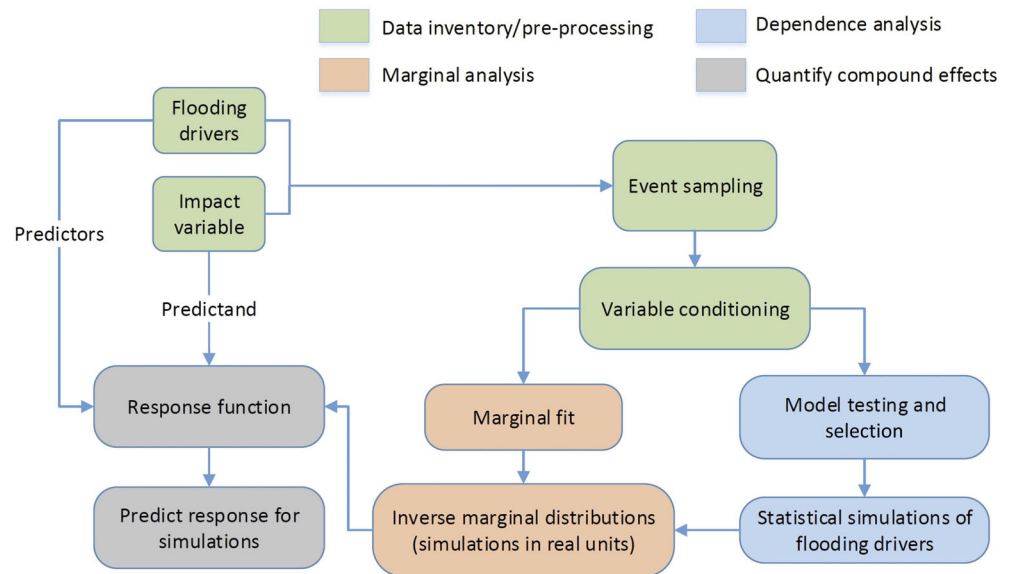 Data inventory/pre-processing
Dependence analysis
Marginal analysis
Quantify compound effects
Flooding
drivers
Impact
variable
Event sampling
Predictors
Predictand
Variable conditioning
Response function
Marginal fit
Model testing and
selection
Predict response for
simulations
Inverse marginal distributions
(simulations in real units)
Statistical simulations of
flooding drivers